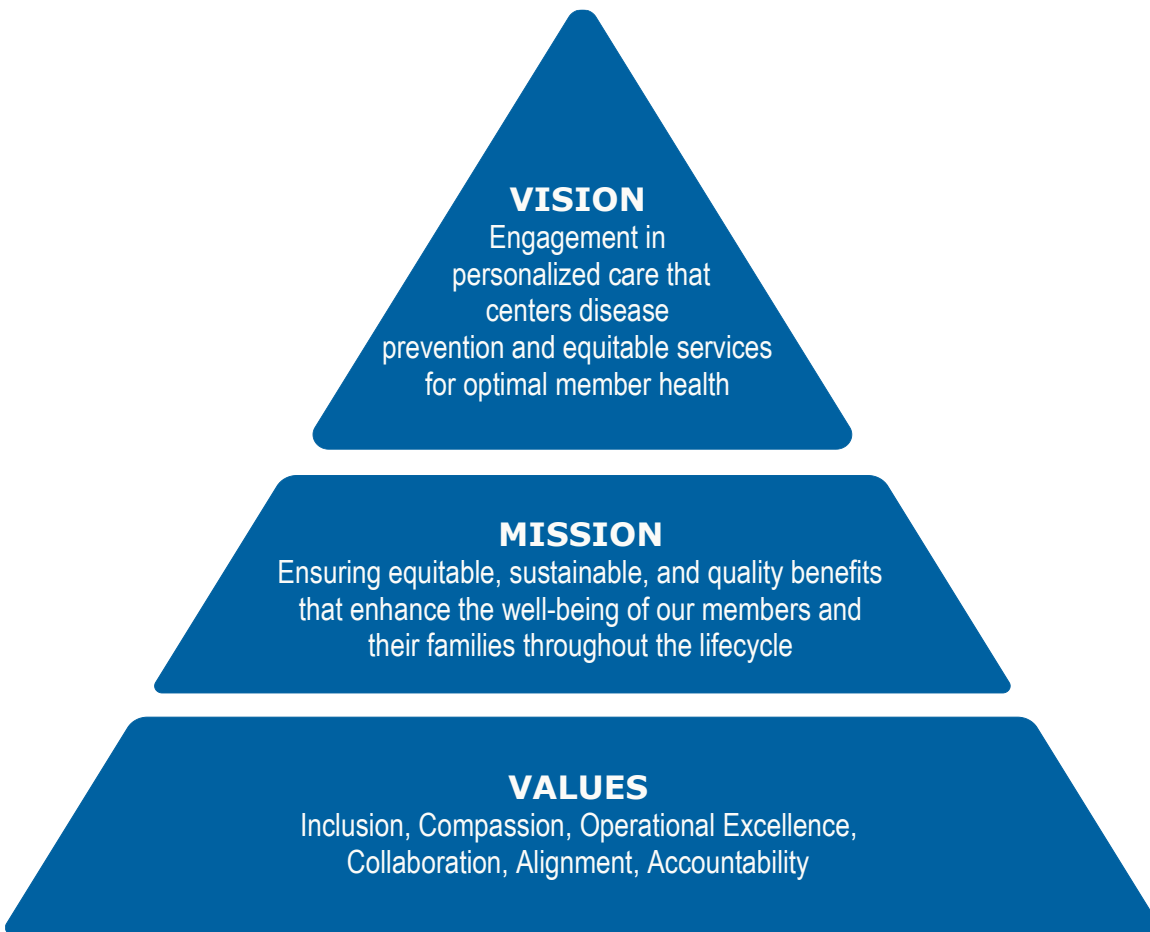 VISION
Engagement in
personalized care that
centers disease
prevention and equitable services
for optimal member health
MISSION
Ensuring equitable, sustainable, and quality benefits
that enhance the well-being of our members and
their families throughout the lifecycle
VALUES
Inclusion, Compassion, Operational Excellence,
Collaboration, Alignment, Accountability